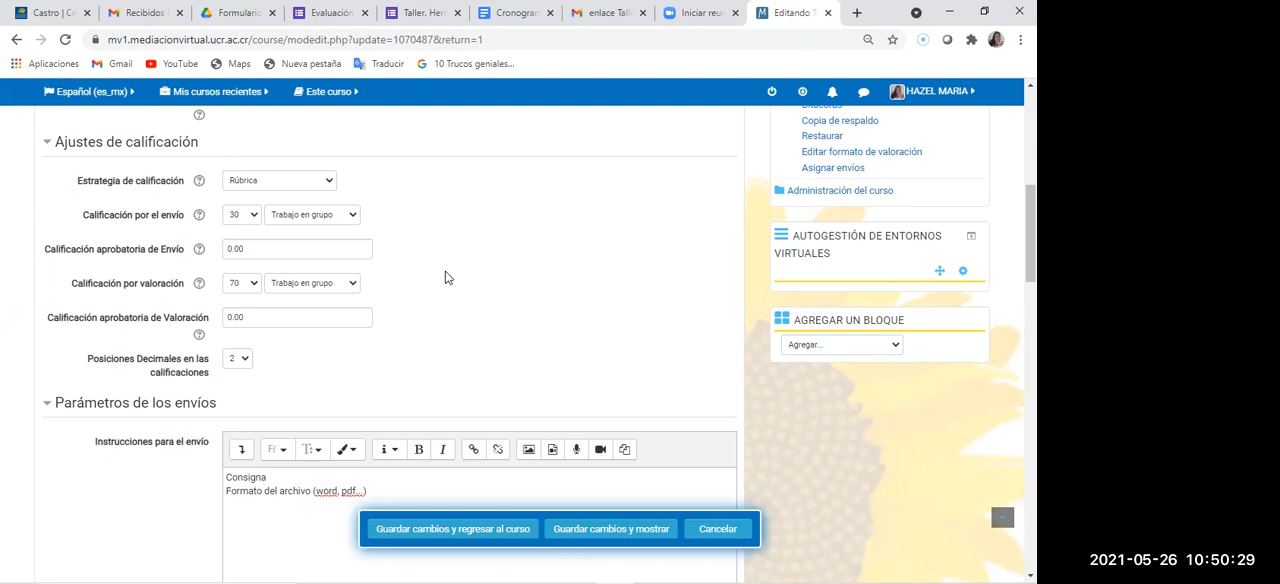 Castro | Cri
Recibidos
Formulario
Evaluación
Taller. Herr
Cronogram
enlace Talle
Iniciar reun
Editando T
mv1.mediacionvirtual.ucr.ac.cr/course/modedit.php?update=1070487&return=1
Aplicaciones
Gmail
YouTube
Maps
Nueva pestaña
Traducir
10 Trucos geniales...
Español (es_mx)
Mis cursos recientes
Este curso
HAZEL MARIA
Ajustes de calificación
Estrategia de calificación
Rúbrica
Calificación por el envío
30
Trabajo en grupo
Calificación aprobatoria de Envío
0.00
Calificación por valoración
70
Trabajo en grupo
Calificación aprobatoria de Valoración
0.00
Posiciones Decimales en las
calificaciones
2
Parámetros de los envíos
Instrucciones para el envío
Consigna
Formato del archivo (word, pdf...)
Guardar cambios y regresar al curso
Guardar cambios y mostrar
Cancelar
Bitácoras
Copia de respaldo
Restaurar
Editar formato de valoración
Asignar envíos
Administración del curso
AUTOGESTIÓN DE ENTORNOS
VIRTUALES
AGREGAR UN BLOQUE
Agregar...
2021-05-26 10:50:29